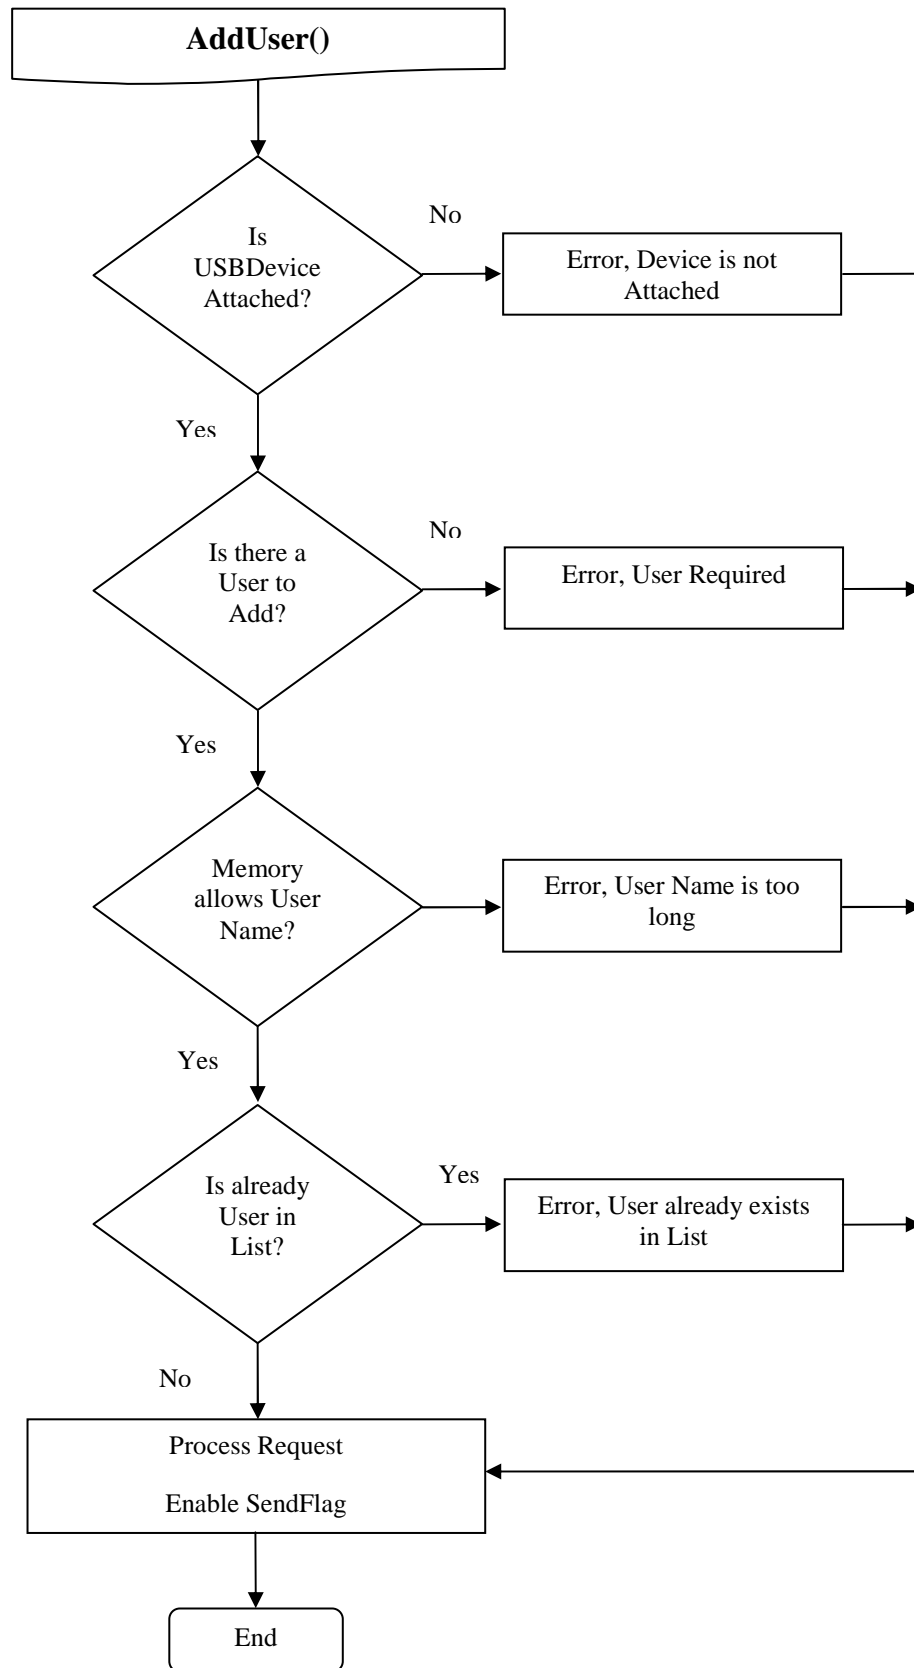 AddUser()
No
Is
USBDevice
Attached?
Error, Device is not
Attached
Yes
No
Is there a
User to
Add?
Error, User Required
Yes
Memory
allows User
Name?
Error, User Name is too
long
Yes
Yes
Is already
User in
List?
Error, User already exists
in List
No
Process Request
Enable SendFlag
End